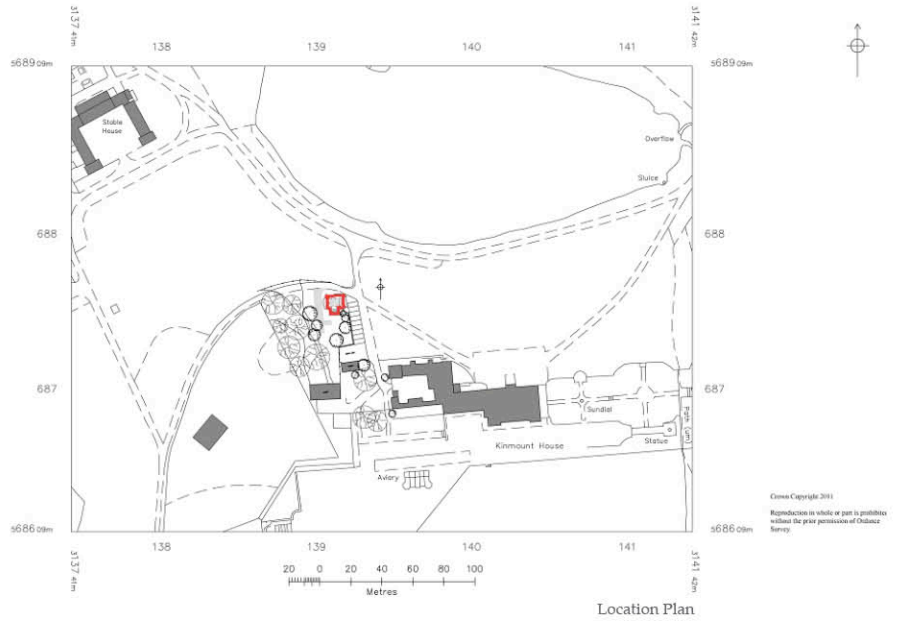 3137 41m
138
139
140
141
3141 42m
5689 09m
5689 09m
Stable
House
Overflow
Sluice
688
688
687
687
Sundial
Path (um)
Kinmount House
Statue
Aviary
Crown Copyright 2011
Reproduction in whole or part is prohibited
without the prior permission of Ordance
Survey.
5686 09m
5686 09m
3137 41m
138
139
140
141
3141 42m
20 0 20 40 60 80 100
Metres
Location Plan